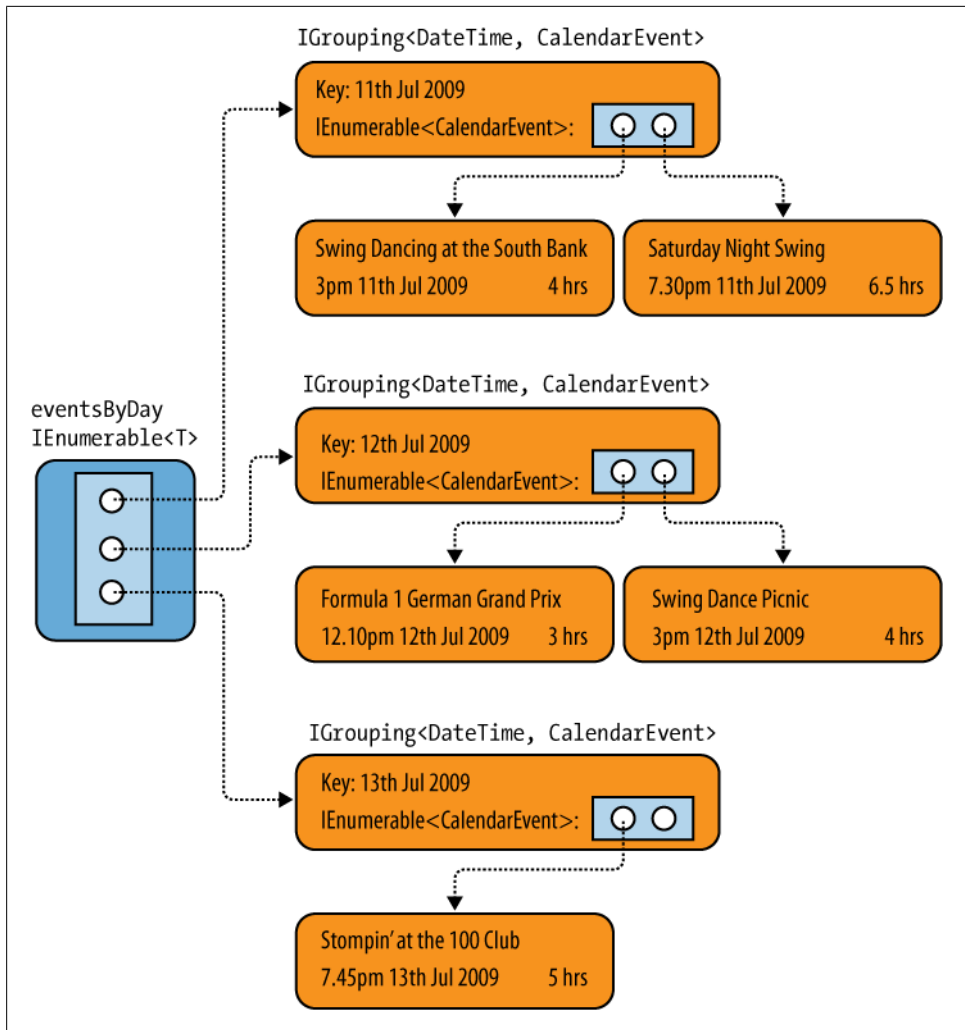 IGrouping<DateTime, CalendarEvent>
Key: 11th Jul 2009
IEnumerable<CalendarEvent>:
Swing Dancing at the South Bank
3pm 11th Jul 2009 4 hrs
Saturday Night Swing
7.30pm 11th Jul 2009 6.5 hrs
eventsByDay
IEnumerable<T>
IGrouping<DateTime, CalendarEvent>
Key: 12th Jul 2009
IEnumerable<CalendarEvent>:
Formula 1 German Grand Prix
12.10pm 12th Jul 2009 3 hrs
Swing Dance Picnic
3pm 12th Jul 2009 4 hrs
IGrouping<DateTime, CalendarEvent>
Key: 13th Jul 2009
IEnumerable<CalendarEvent>:
Stompin’ at the 100 Club
7.45pm 13th Jul 2009 5 hrs